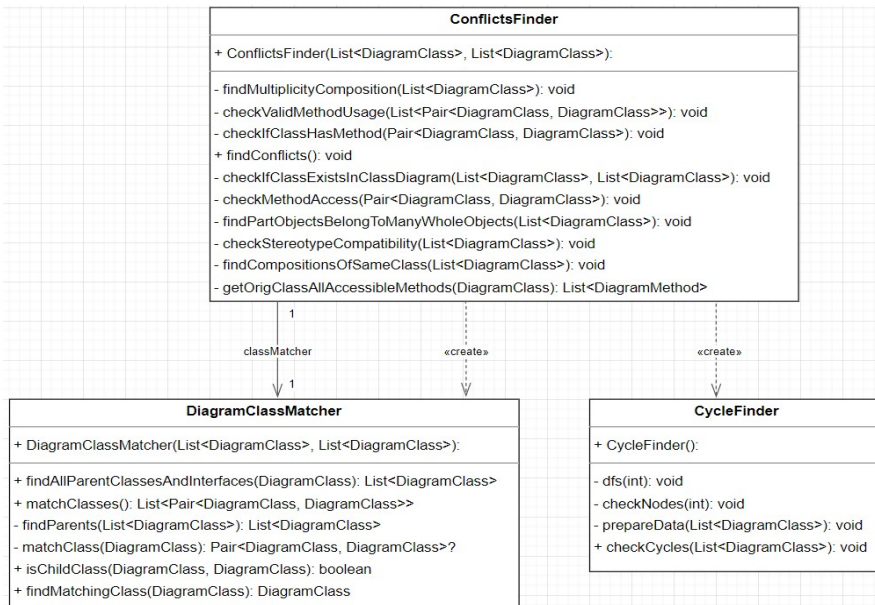 ConflictsFinder
+ ConflictsFinder(List<DiagramClass>, List<DiagramClass>):
- findMultiplicityComposition(List<DiagramClass>): void
- checkValidMethodUsage(List<Pair<DiagramClass, DiagramClass>>): void
- checkIfClassHasMethod(Pair<DiagramClass, DiagramClass>): void
+ findConflicts(): void
- checkIfClassExistsInClassDiagram(List<DiagramClass>, List<DiagramClass>): void
- checkMethodAccess(Pair<DiagramClass, DiagramClass>): void
- findPartObjectsBelongToManyWholeObjects(List<DiagramClass>): void
- checkStereotypeCompatibility(List<DiagramClass>): void
- findCompositionsOfSameClass(List<DiagramClass>): void
- getOrigClassAllAccessibleMethods(DiagramClass): List<DiagramMethod>
1
classMatcher
«create»
«create»
1
DiagramClassMatcher
+ DiagramClassMatcher(List<DiagramClass>, List<DiagramClass>):
+ findAllParentClassesAndInterfaces(DiagramClass): List<DiagramClass>
+ matchClasses(): List<Pair<DiagramClass, DiagramClass>>
- findParents(List<DiagramClass>): List<DiagramClass>
- matchClass(DiagramClass): Pair<DiagramClass, DiagramClass>?
+ isChildClass(DiagramClass, DiagramClass): boolean
+ findMatchingClass(DiagramClass): DiagramClass
CycleFinder
+ CycleFinder():
- dfs(int): void
- checkNodes(int): void
- prepareData(List<DiagramClass>): void
+ checkCycles(List<DiagramClass>): void